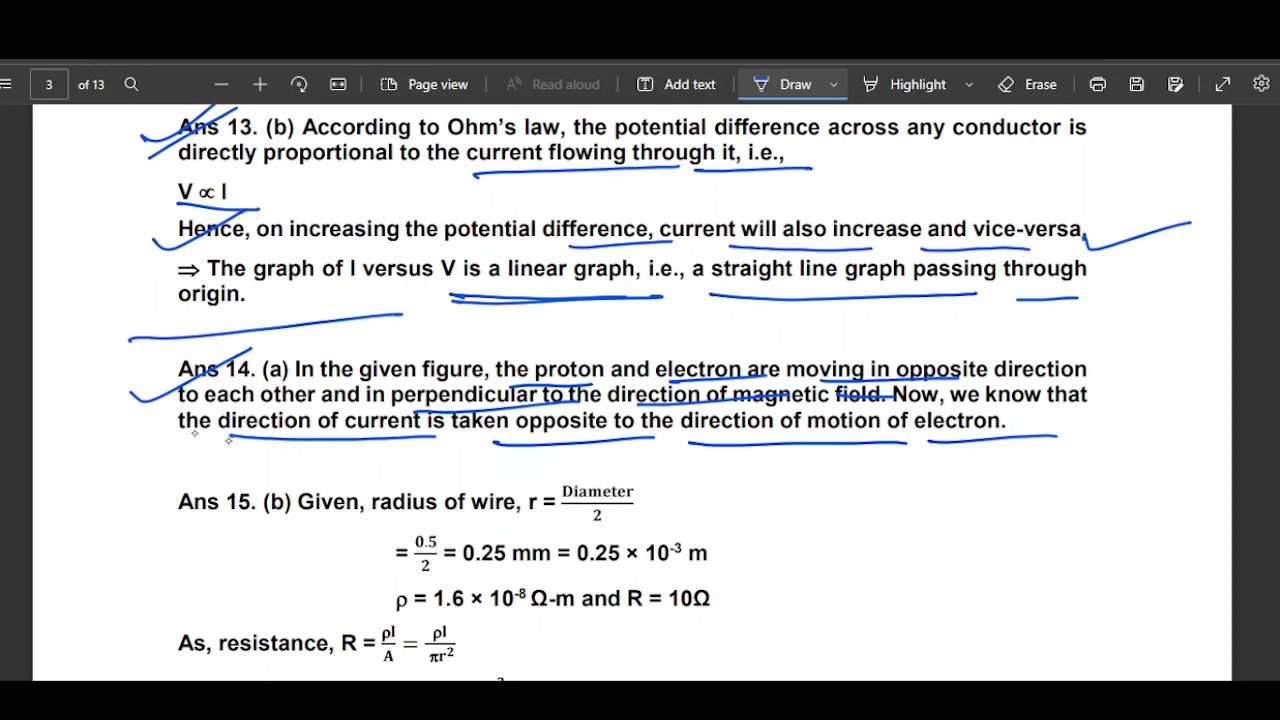 3 of 13 Page view Read aloud Add text Draw Highlight Erase
Ans 13. (b) According to Ohm's law, the potential difference across any conductor is
directly proportional to the current flowing through it, i.e.,
V ∝ I
Hence, on increasing the potential difference, current will also increase and vice-versa,
⇒ The graph of I versus V is a linear graph, i.e., a straight line graph passing through
origin.
Ans 14. (a) In the given figure, the proton and electron are moving in opposite direction
to each other and in perpendicular to the direction of magnetic field. Now, we know that
the direction of current is taken opposite to the direction of motion of electron.
Ans 15. (b) Given, radius of wire, r = Diameter/2
= 0.5/2 = 0.25 mm = 0.25 × 10⁻³ m
ρ = 1.6 × 10⁻⁸ Ω-m and R = 10Ω
As, resistance, R = ρl/A = ρl/πr²